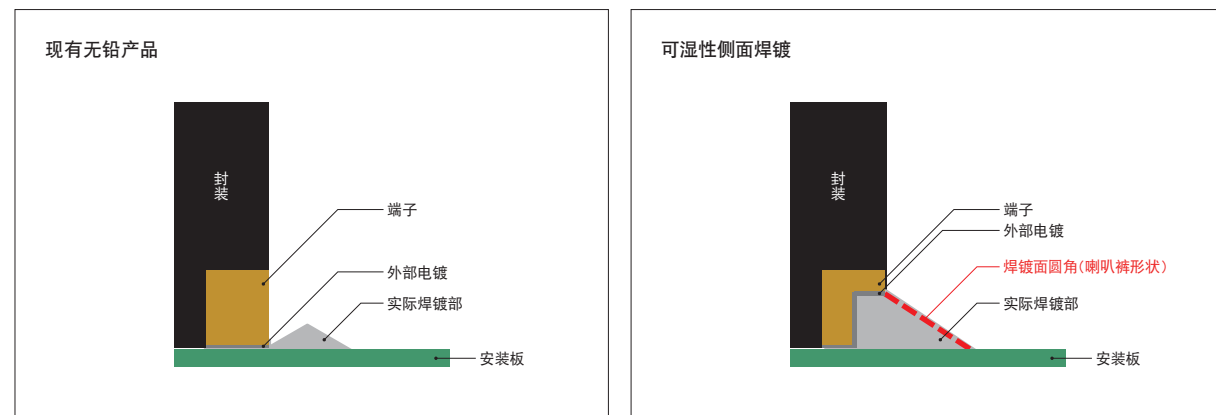 现有无铅产品
封装
端子
外部电镀
实际焊镀部
安装板
可湿性侧面焊镀
封装
端子
外部电镀
焊镀面圆角(喇叭裤形状)
实际焊镀部
安装板